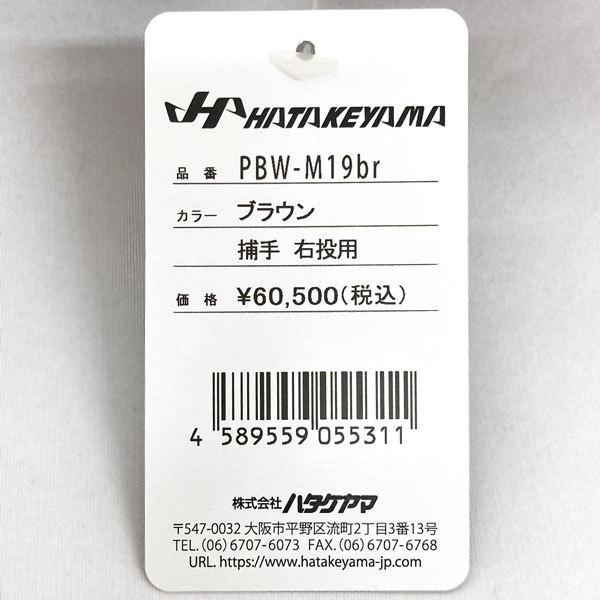 HATAKEYAMA
品番 PBW-M19br
カラー ブラウン
捕手 右投用
価格 ¥60,500(税込)
4 589559 055311
株式会社ハタケヤマ
〒547-0032 大阪市平野区流町2丁目3番13号
TEL.(06)6707-6073 FAX.(06)6707-6768
URL. https://www.hatakeyama-jp.com